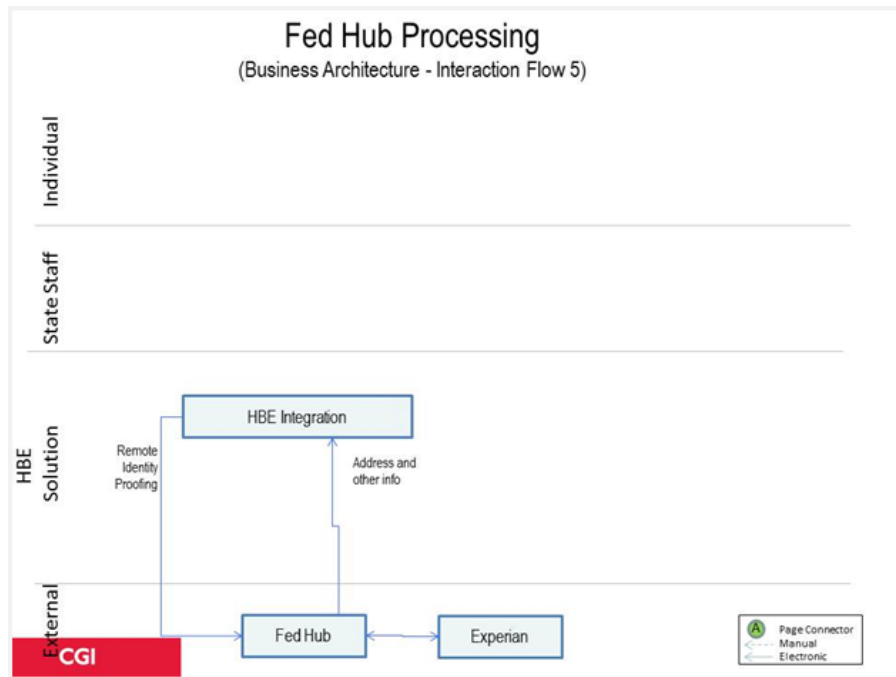 Fed Hub Processing
(Business Architecture - Interaction Flow 5)
Individual
State Staff
HBE
Solution
HBE Integration
Remote
Identity
Proofing
Address and
other info
External
Fed Hub
Experian
CGI
A Page Connector
Manual
Electronic